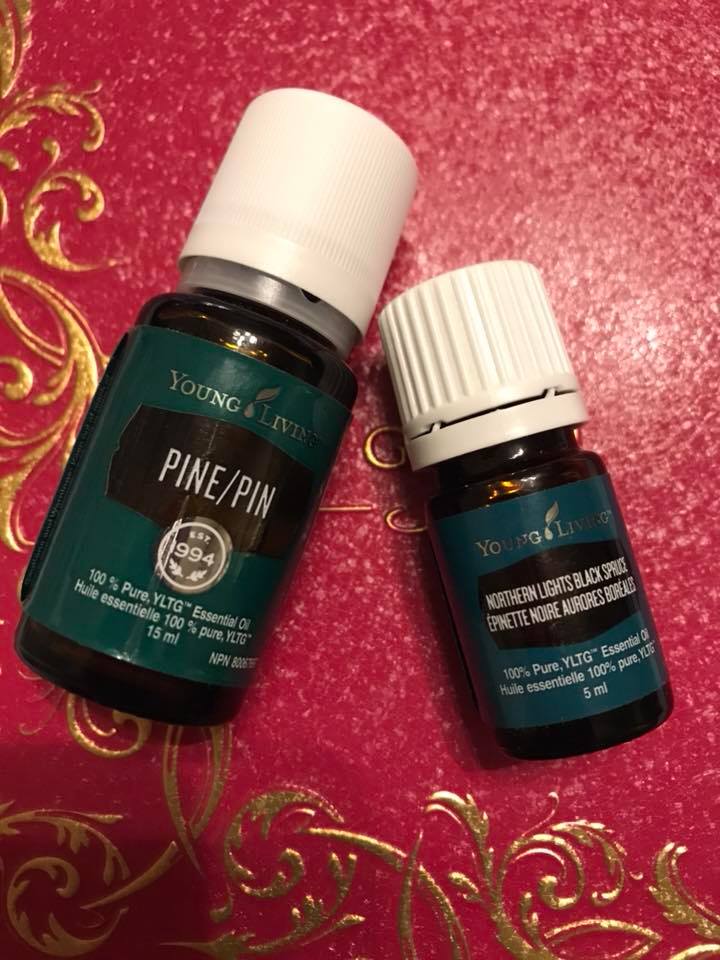 YOUNG LIVING
PINE/PIN
EST.
1994
100 % Pure, YLTG™ Essential Oil
Huile essentielle 100 % pure, YLTG™
15 ml
NPN
YOUNG LIVING™
NORTHERN LIGHTS BLACK SPRUCE
ÉPINETTE NOIRE AURORES BORÉALES
100% Pure, YLTG™ Essential Oil
Huile essentielle 100% pure, YLTG™
5 ml